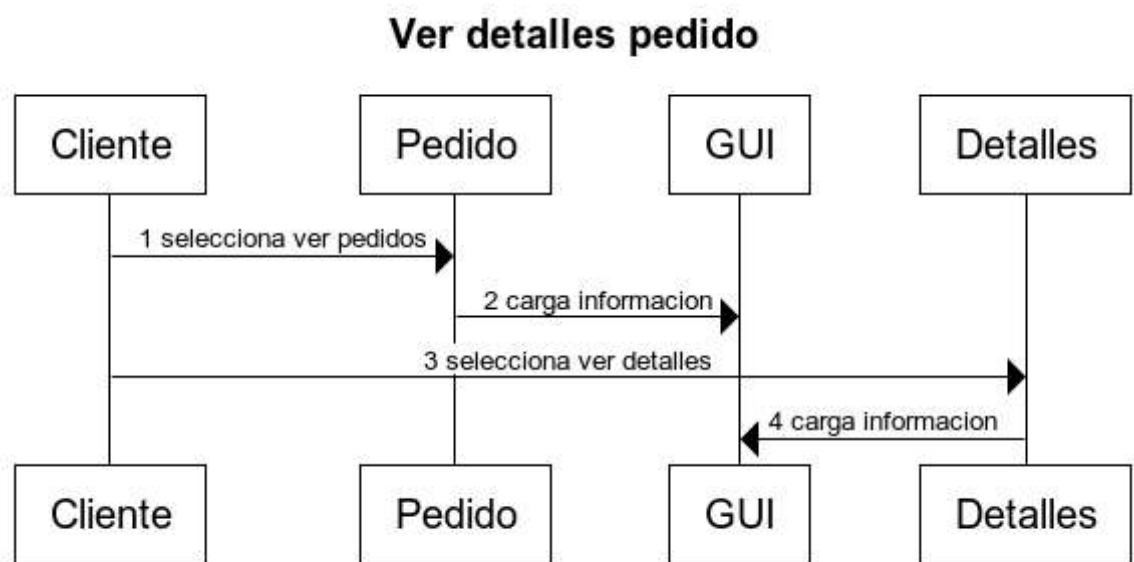 Ver detalles pedido
Cliente
Pedido
GUI
Detalles
1 selecciona ver pedidos
2 carga informacion
3 selecciona ver detalles
4 carga informacion
Cliente
Pedido
GUI
Detalles